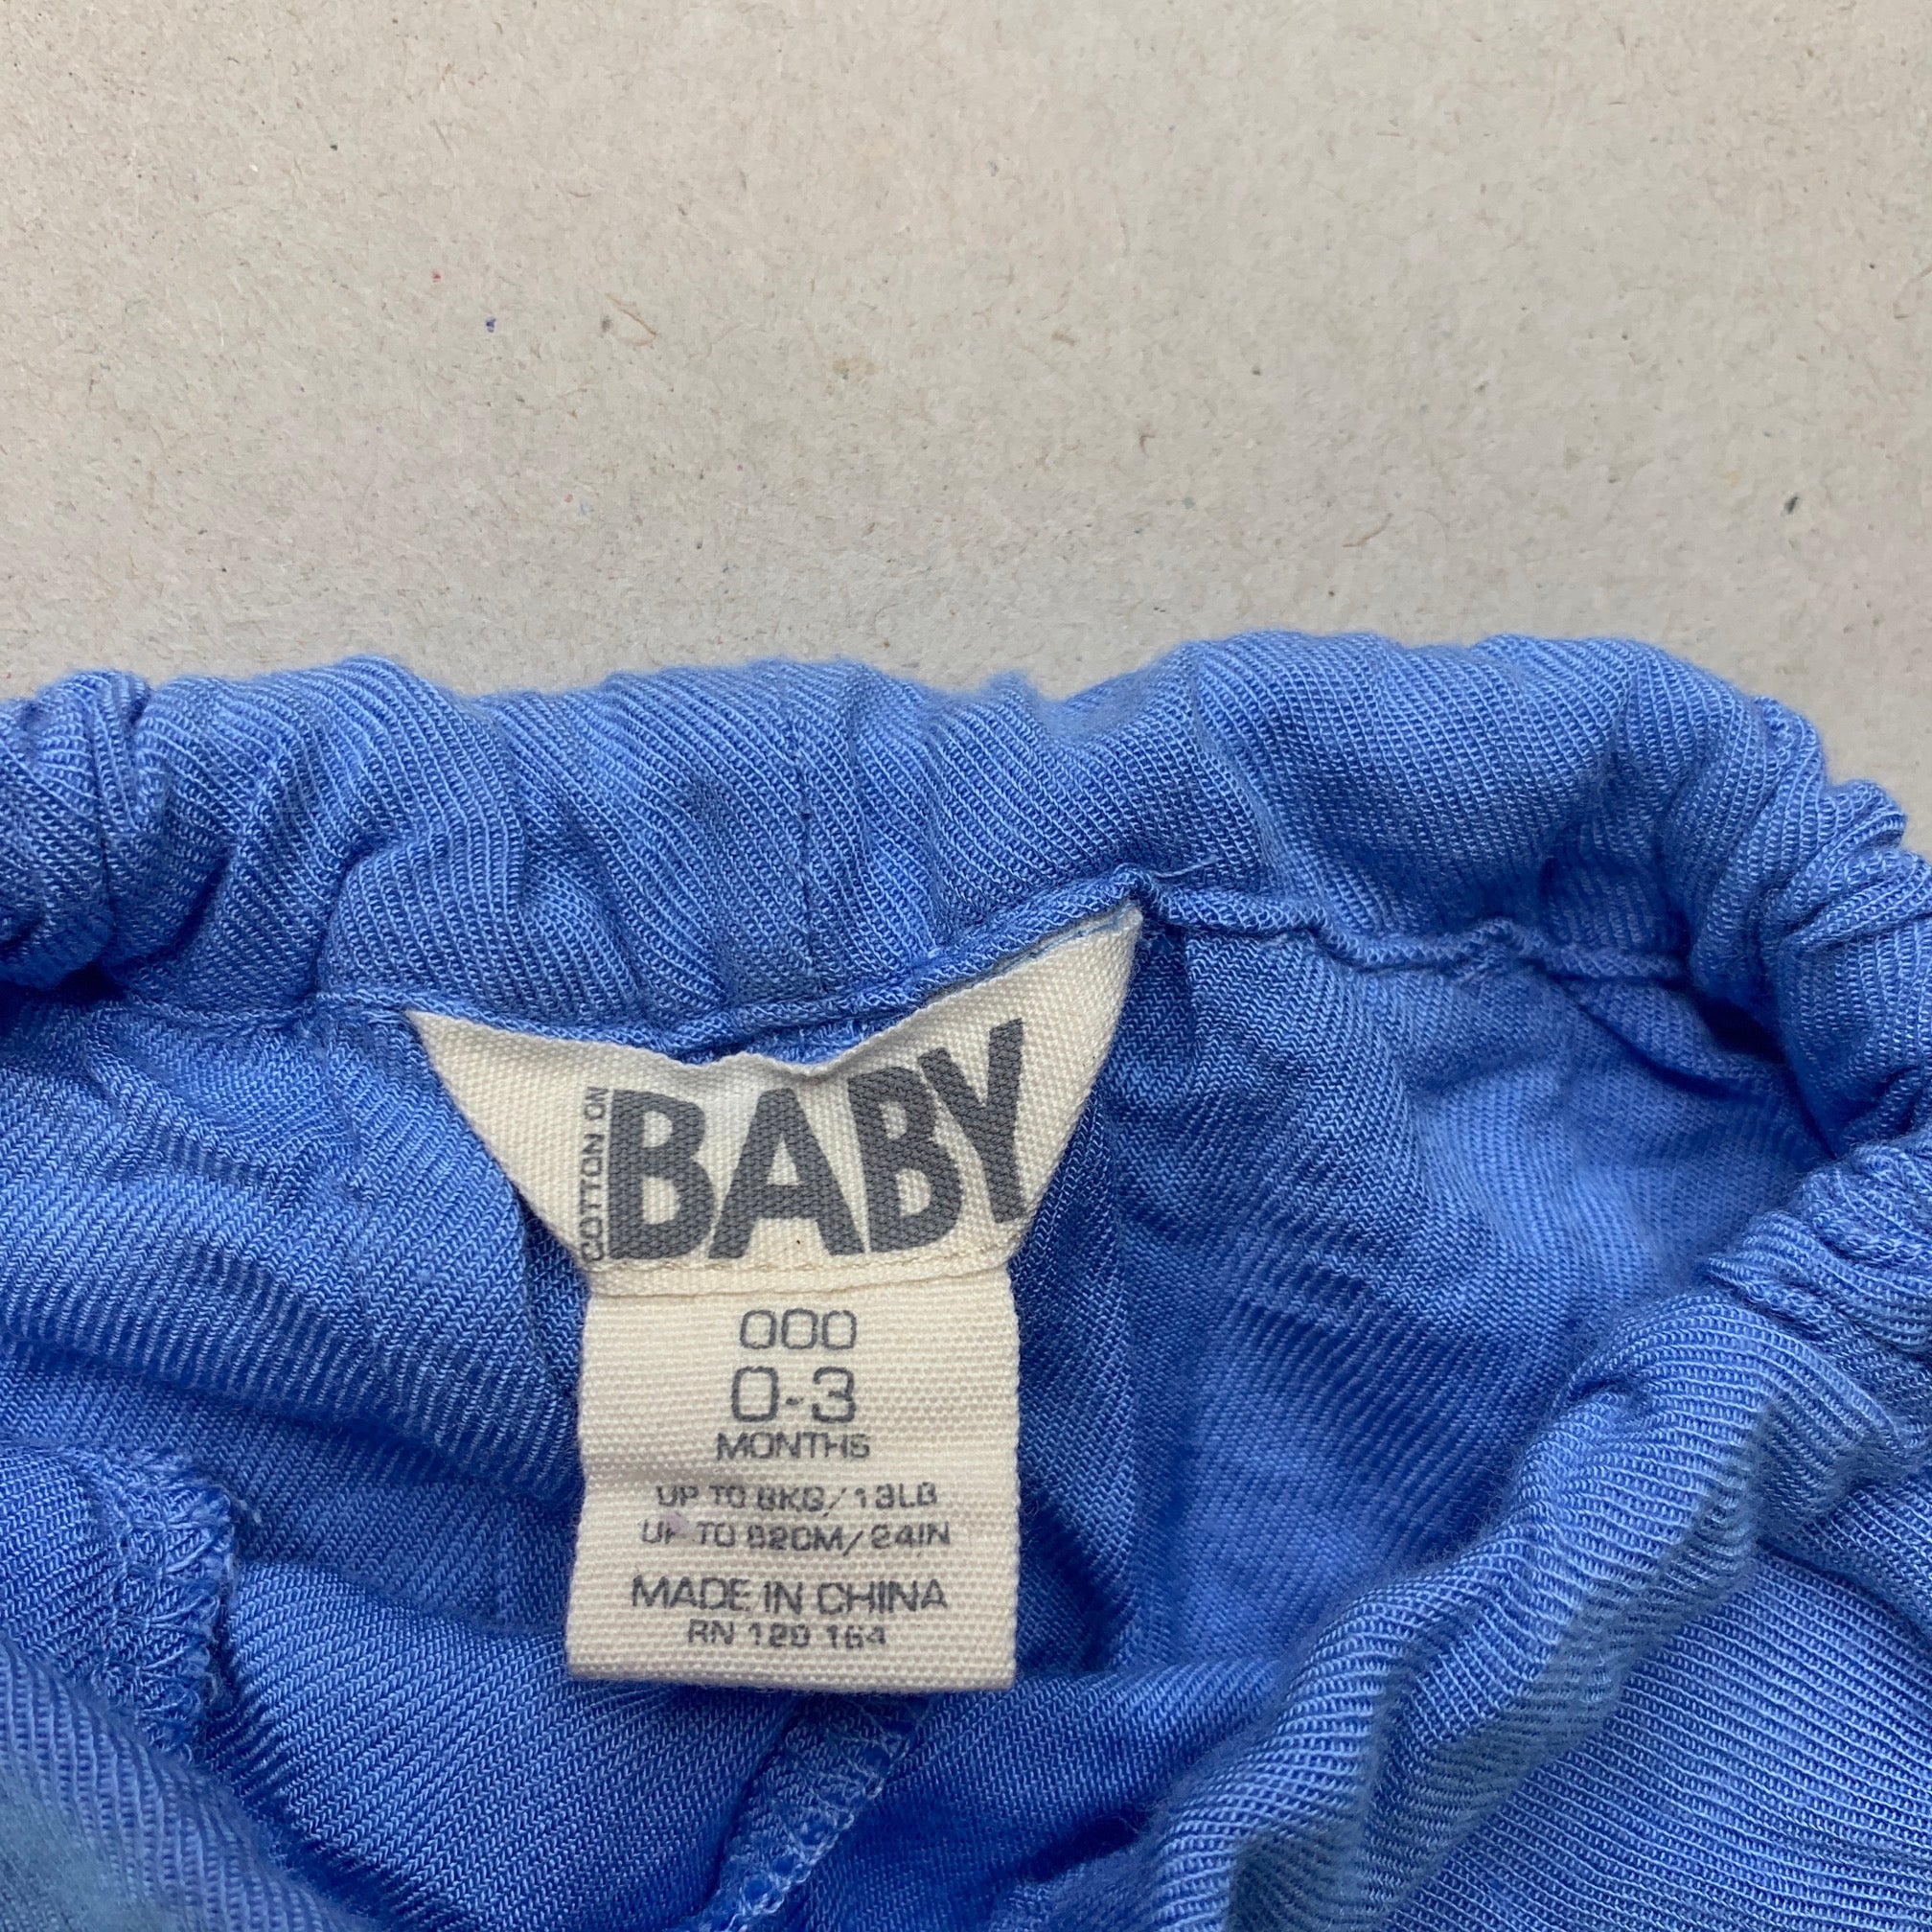 COTTON ON
BABY
000
0-3
MONTHS
UP TO 6KG/13LB
UP TO 62CM/24IN
MADE IN CHINA
RN 129 164